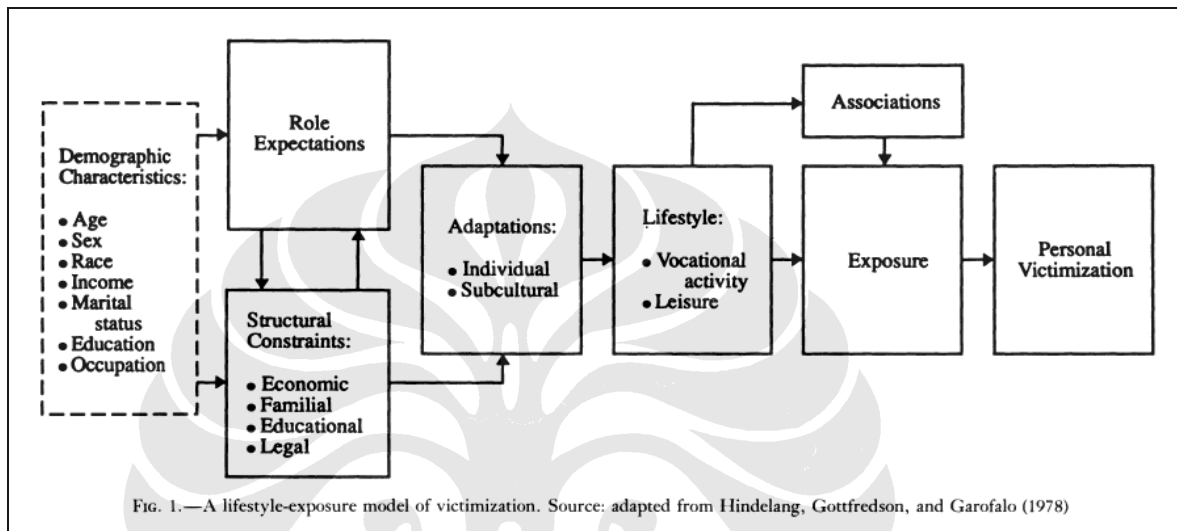 Demographic
Characteristics:
• Age
• Sex
• Race
• Income
• Marital
status
• Education
• Occupation
Role
Expectations
Structural
Constraints:
• Economic
• Familial
• Educational
• Legal
Adaptations:
• Individual
• Subcultural
Lifestyle:
• Vocational
activity
• Leisure
Associations
Exposure
Personal
Victimization
FIG. 1.—A lifestyle-exposure model of victimization. Source: adapted from Hindelang, Gottfredson, and Garofalo (1978)